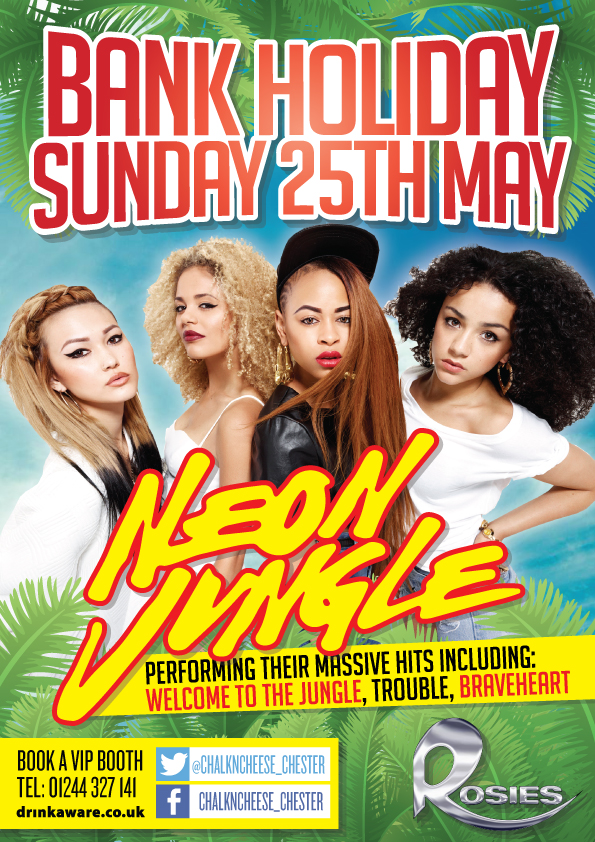 BANK HOLIDAY
SUNDAY 25TH MAY
NEON
JUNGLE
PERFORMING THEIR MASSIVE HITS INCLUDING:
WELCOME TO THE JUNGLE, TROUBLE, BRAVEHEART
BOOK A VIP BOOTH
TEL: 01244 327 141
drinkaware.co.uk
@CHALKNCHEESE_CHESTER
CHALKNCHEESE_CHESTER
ROSIES